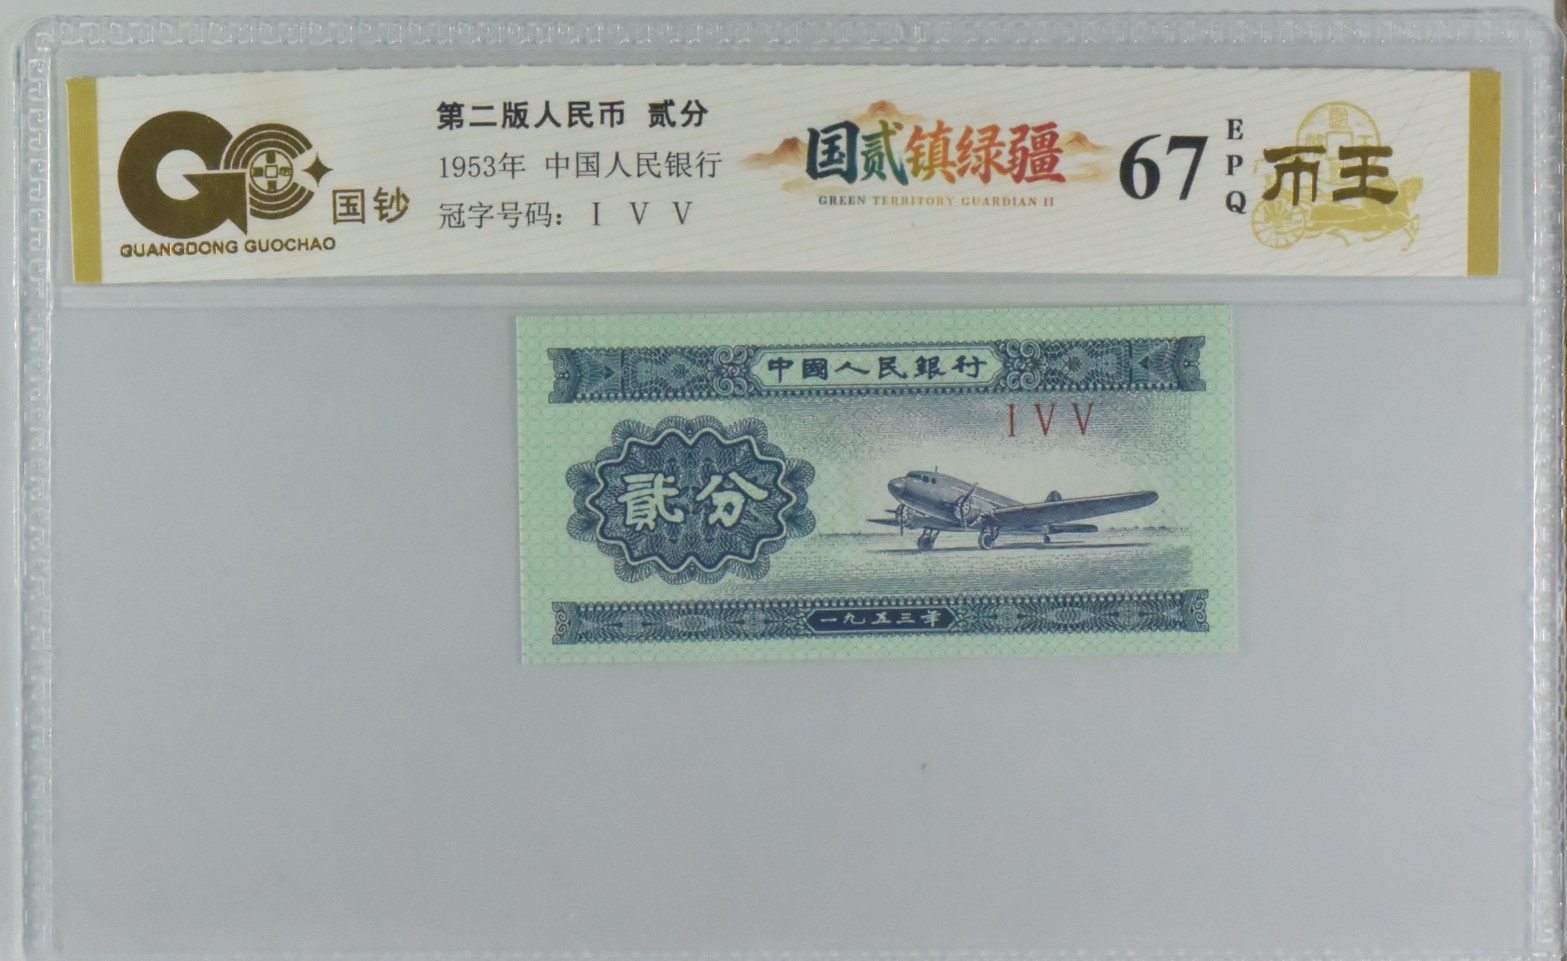 国钞
GUANGDONG GUOCHAO
第二版人民币 贰分
1953年 中国人民银行
冠字号码: I V V
国贰镇绿疆
GREEN TERRITORY GUARDIAN II
67
EPQ
币王
中國人民銀行
I V V
貳分
一九五三年